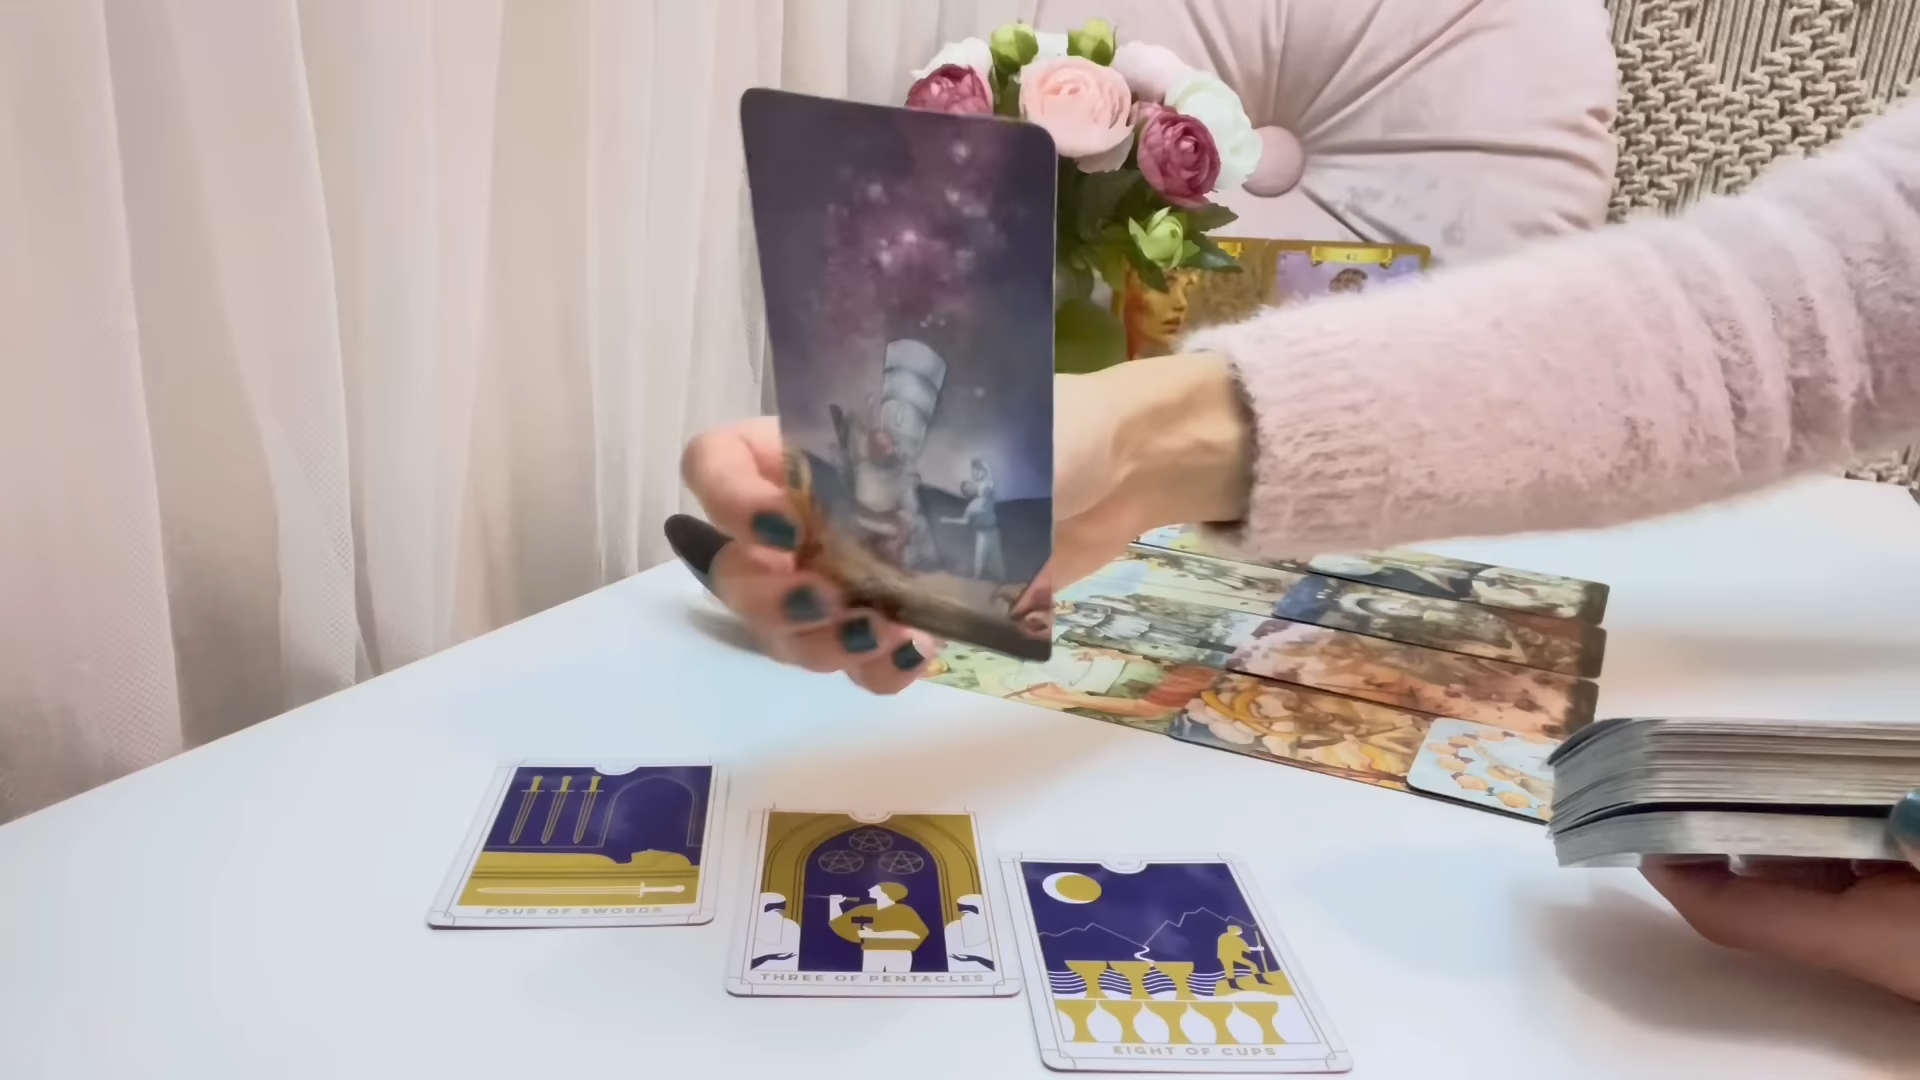 FOUR OF SWORDS
THREE OF PENTACLES
EIGHT OF CUPS